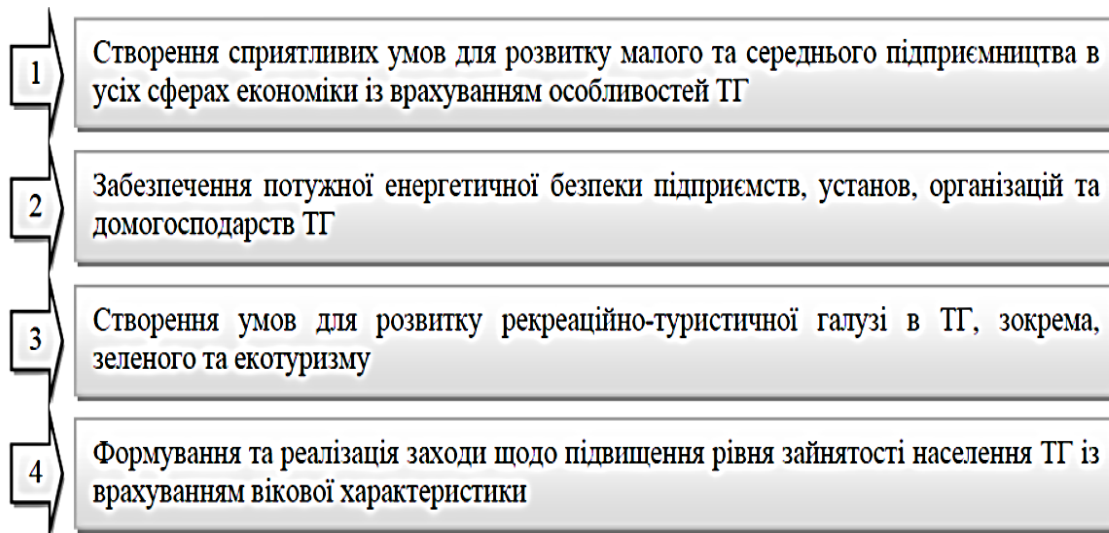 1
Створення сприятливих умов для розвитку малого та середнього підприємництва в
усіх сферах економіки із врахуванням особливостей ТГ
2
Забезпечення потужної енергетичної безпеки підприємств, установ, організацій та
домогосподарств ТГ
3
Створення умов для розвитку рекреаційно-туристичної галузі в ТГ, зокрема,
зеленого та екотуризму
4
Формування та реалізація заходи щодо підвищення рівня зайнятості населення ТГ із
врахуванням вікової характеристики